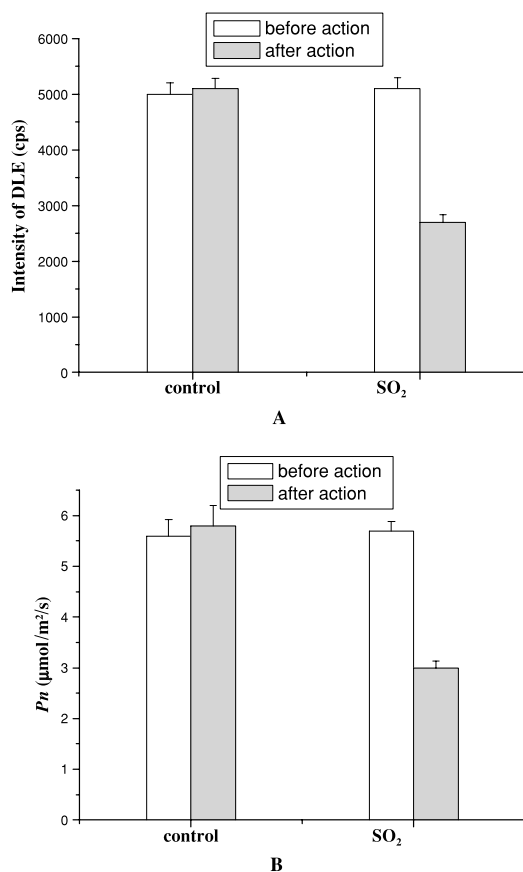 before action
after action
6000
5000
4000
3000
2000
1000
0
Intensity of DLE (cps)
control SO₂
A
before action
after action
6
5
4
3
2
1
0
Pn (μmol/m²/s)
control SO₂
B